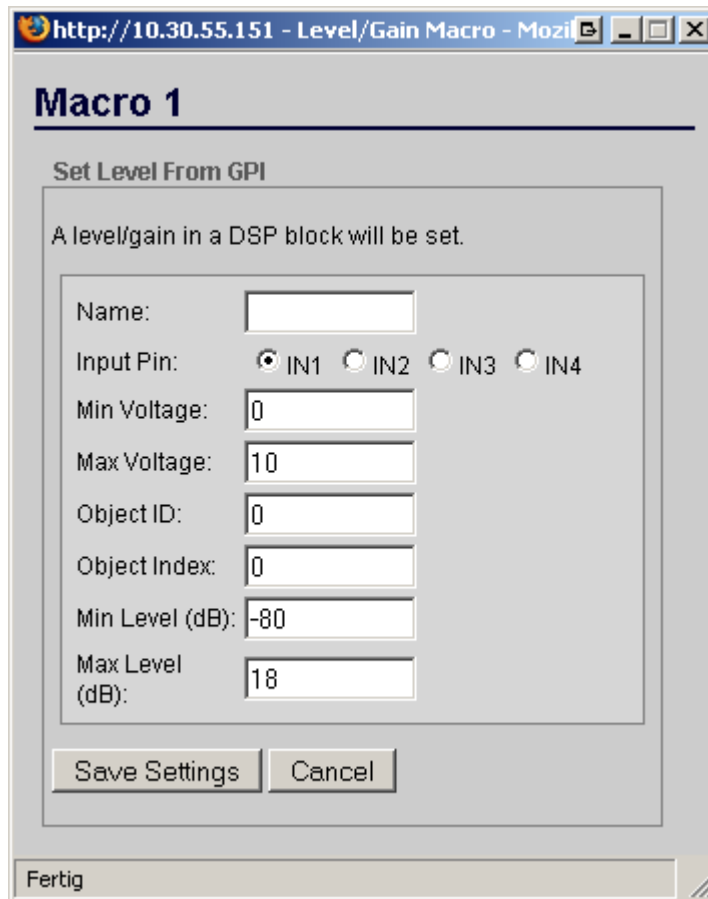 http://10.30.55.151 - Level/Gain Macro - Mozil
Macro 1
Set Level From GPI
A level/gain in a DSP block will be set.
Name:
Input Pin: IN1 IN2 IN3 IN4
Min Voltage: 0
Max Voltage: 10
Object ID: 0
Object Index: 0
Min Level (dB): -80
Max Level
(dB): 18
Save Settings Cancel
Fertig